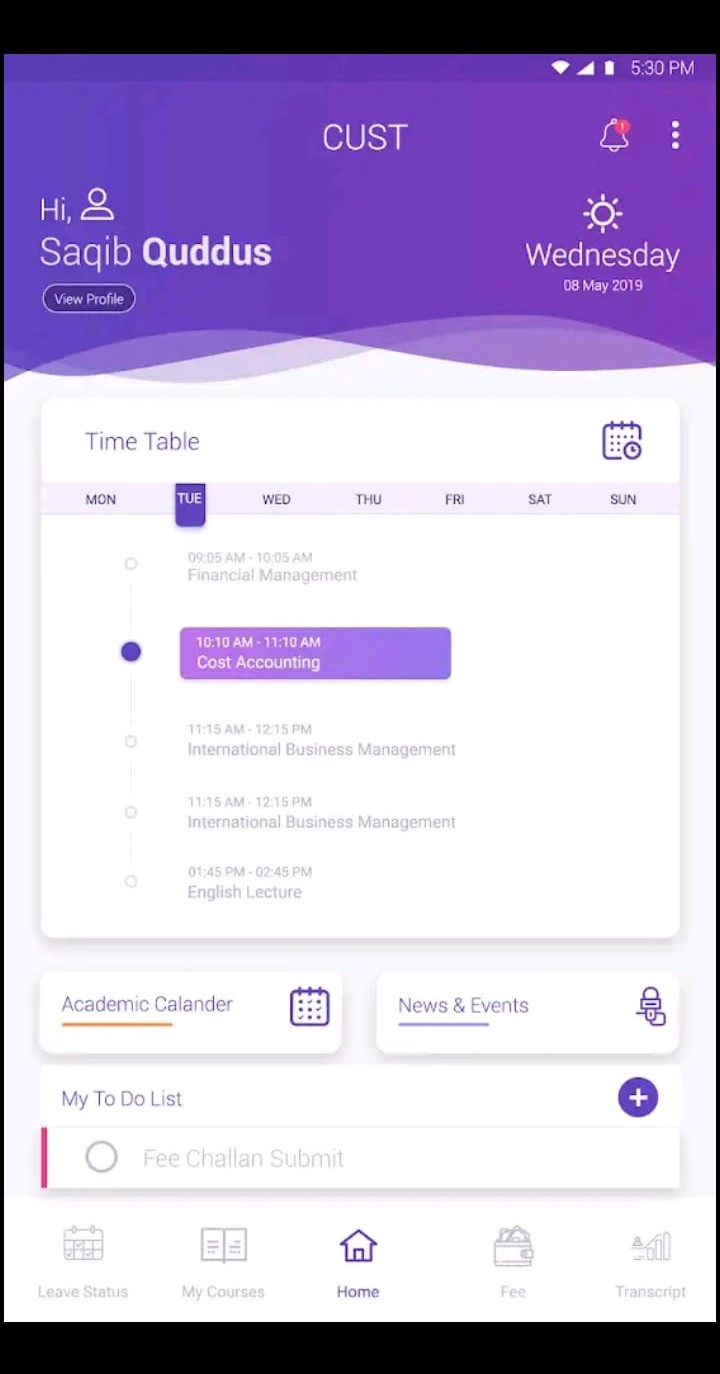 5:30 PM
CUST
1
Hi,
Saqib Quddus
View Profile
Wednesday
08 May 2019
Time Table
MON TUE WED THU FRI SAT SUN
09:05 AM - 10:05 AM
Financial Management
10:10 AM - 11:10 AM
Cost Accounting
11:15 AM - 12:15 PM
International Business Management
11:15 AM - 12:15 PM
International Business Management
01:45 PM - 02:45 PM
English Lecture
Academic Calander
News & Events
My To Do List
Fee Challan Submit
Leave Status My Courses Home Fee Transcript